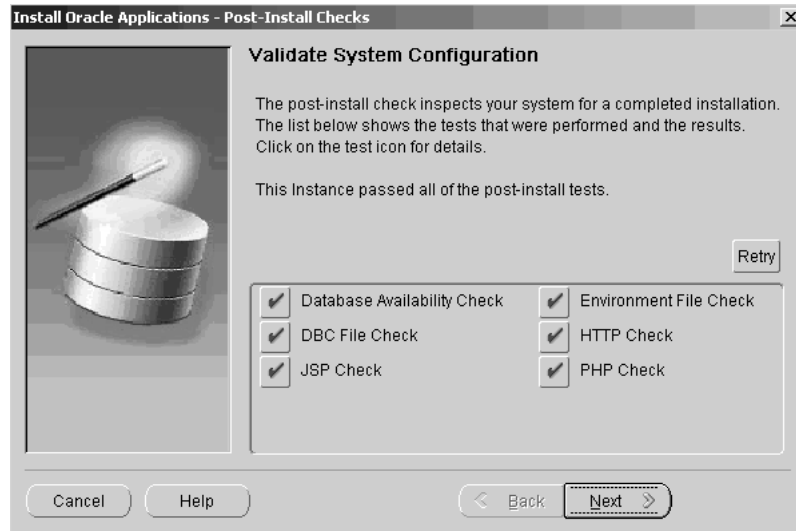 Install Oracle Applications - Post-Install Checks
Validate System Configuration
The post-install check inspects your system for a completed installation.
The list below shows the tests that were performed and the results.
Click on the test icon for details.
This Instance passed all of the post-install tests.
Retry
Database Availability Check
Environment File Check
DBC File Check
HTTP Check
JSP Check
PHP Check
Cancel
Help
Back
Next